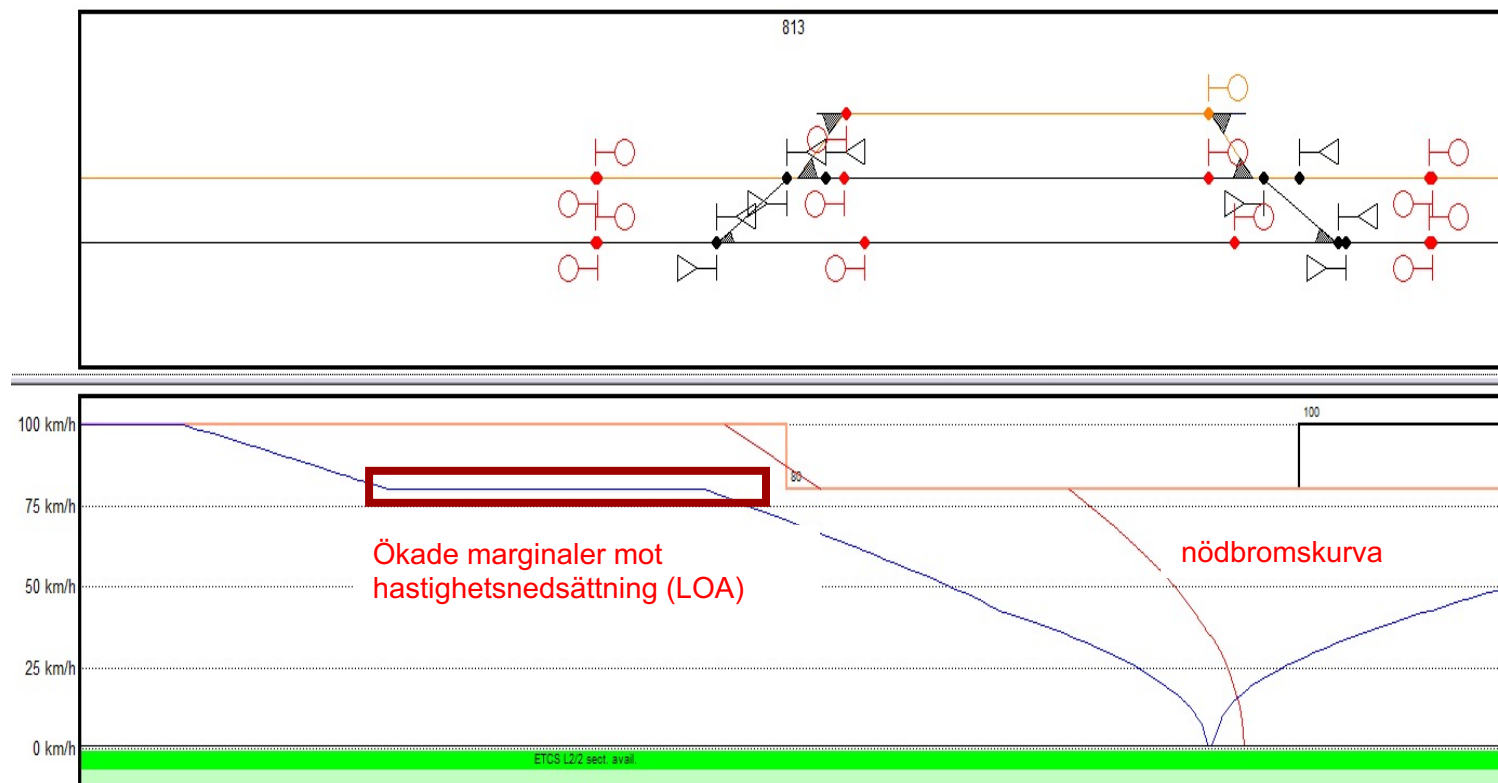 813
100 km/h
100
80
75 km/h
Ökade marginaler mot
hastighetsnedsättning (LOA)
nödbromskurva
50 km/h
25 km/h
0 km/h
ETCS L2/2 sect. avail.